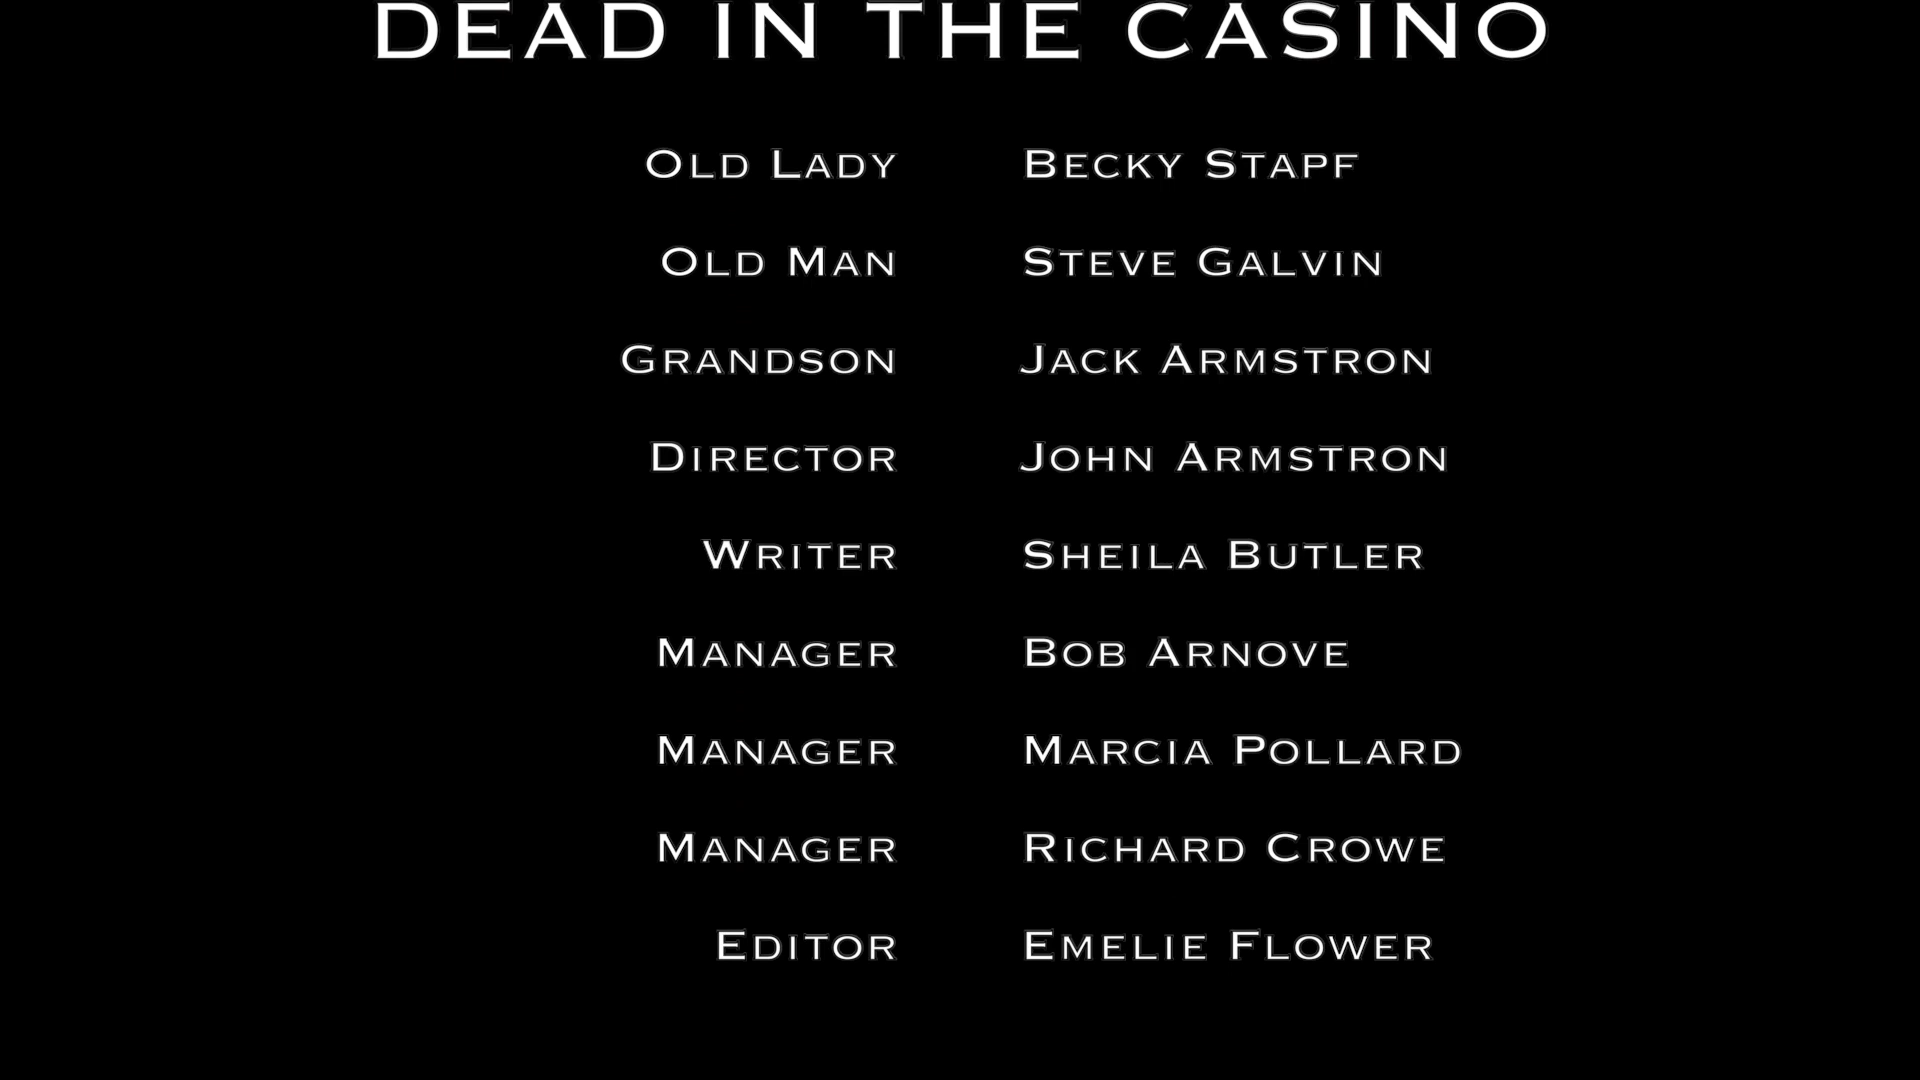 DEAD IN THE CASINO
OLD LADY BECKY STAPF
OLD MAN STEVE GALVIN
GRANDSON JACK ARMSTRON
DIRECTOR JOHN ARMSTRON
WRITER SHEILA BUTLER
MANAGER BOB ARNOVE
MANAGER MARCIA POLLARD
MANAGER RICHARD CROWE
EDITOR EMELIE FLOWER